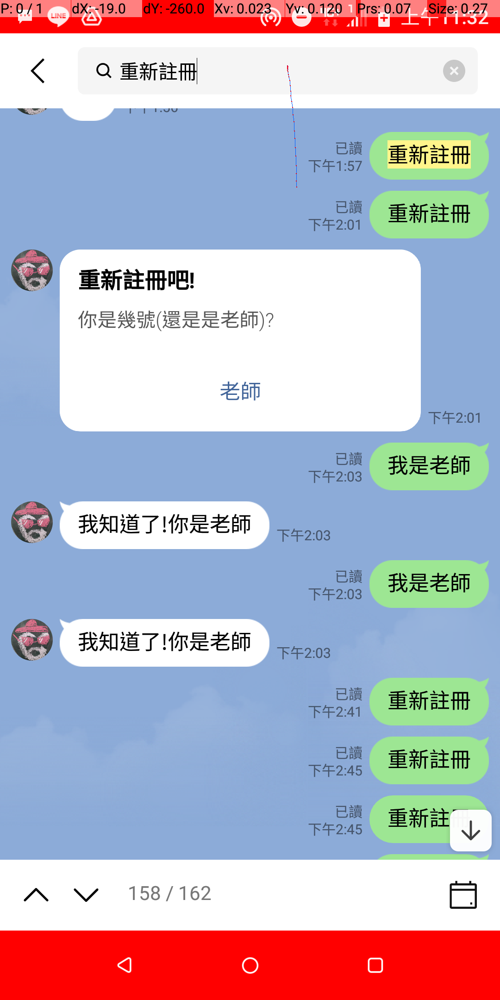 P: 0 / 1 dX: -19.0 dY: -260.0 Xv: 0.023 Yv: 0.120 Prs: 0.07 Size: 0.27
LINE 上午11:32
重新註冊
已讀
下午1:57
重新註冊
已讀
下午2:01
重新註冊
重新註冊吧!
你是幾號(還是是老師)?
老師
下午2:01
已讀
下午2:03
我是老師
我知道了!你是老師
下午2:03
已讀
下午2:03
我是老師
我知道了!你是老師
下午2:03
已讀
下午2:41
重新註冊
已讀
下午2:45
重新註冊
已讀
下午2:45
重新註冊
158 / 162